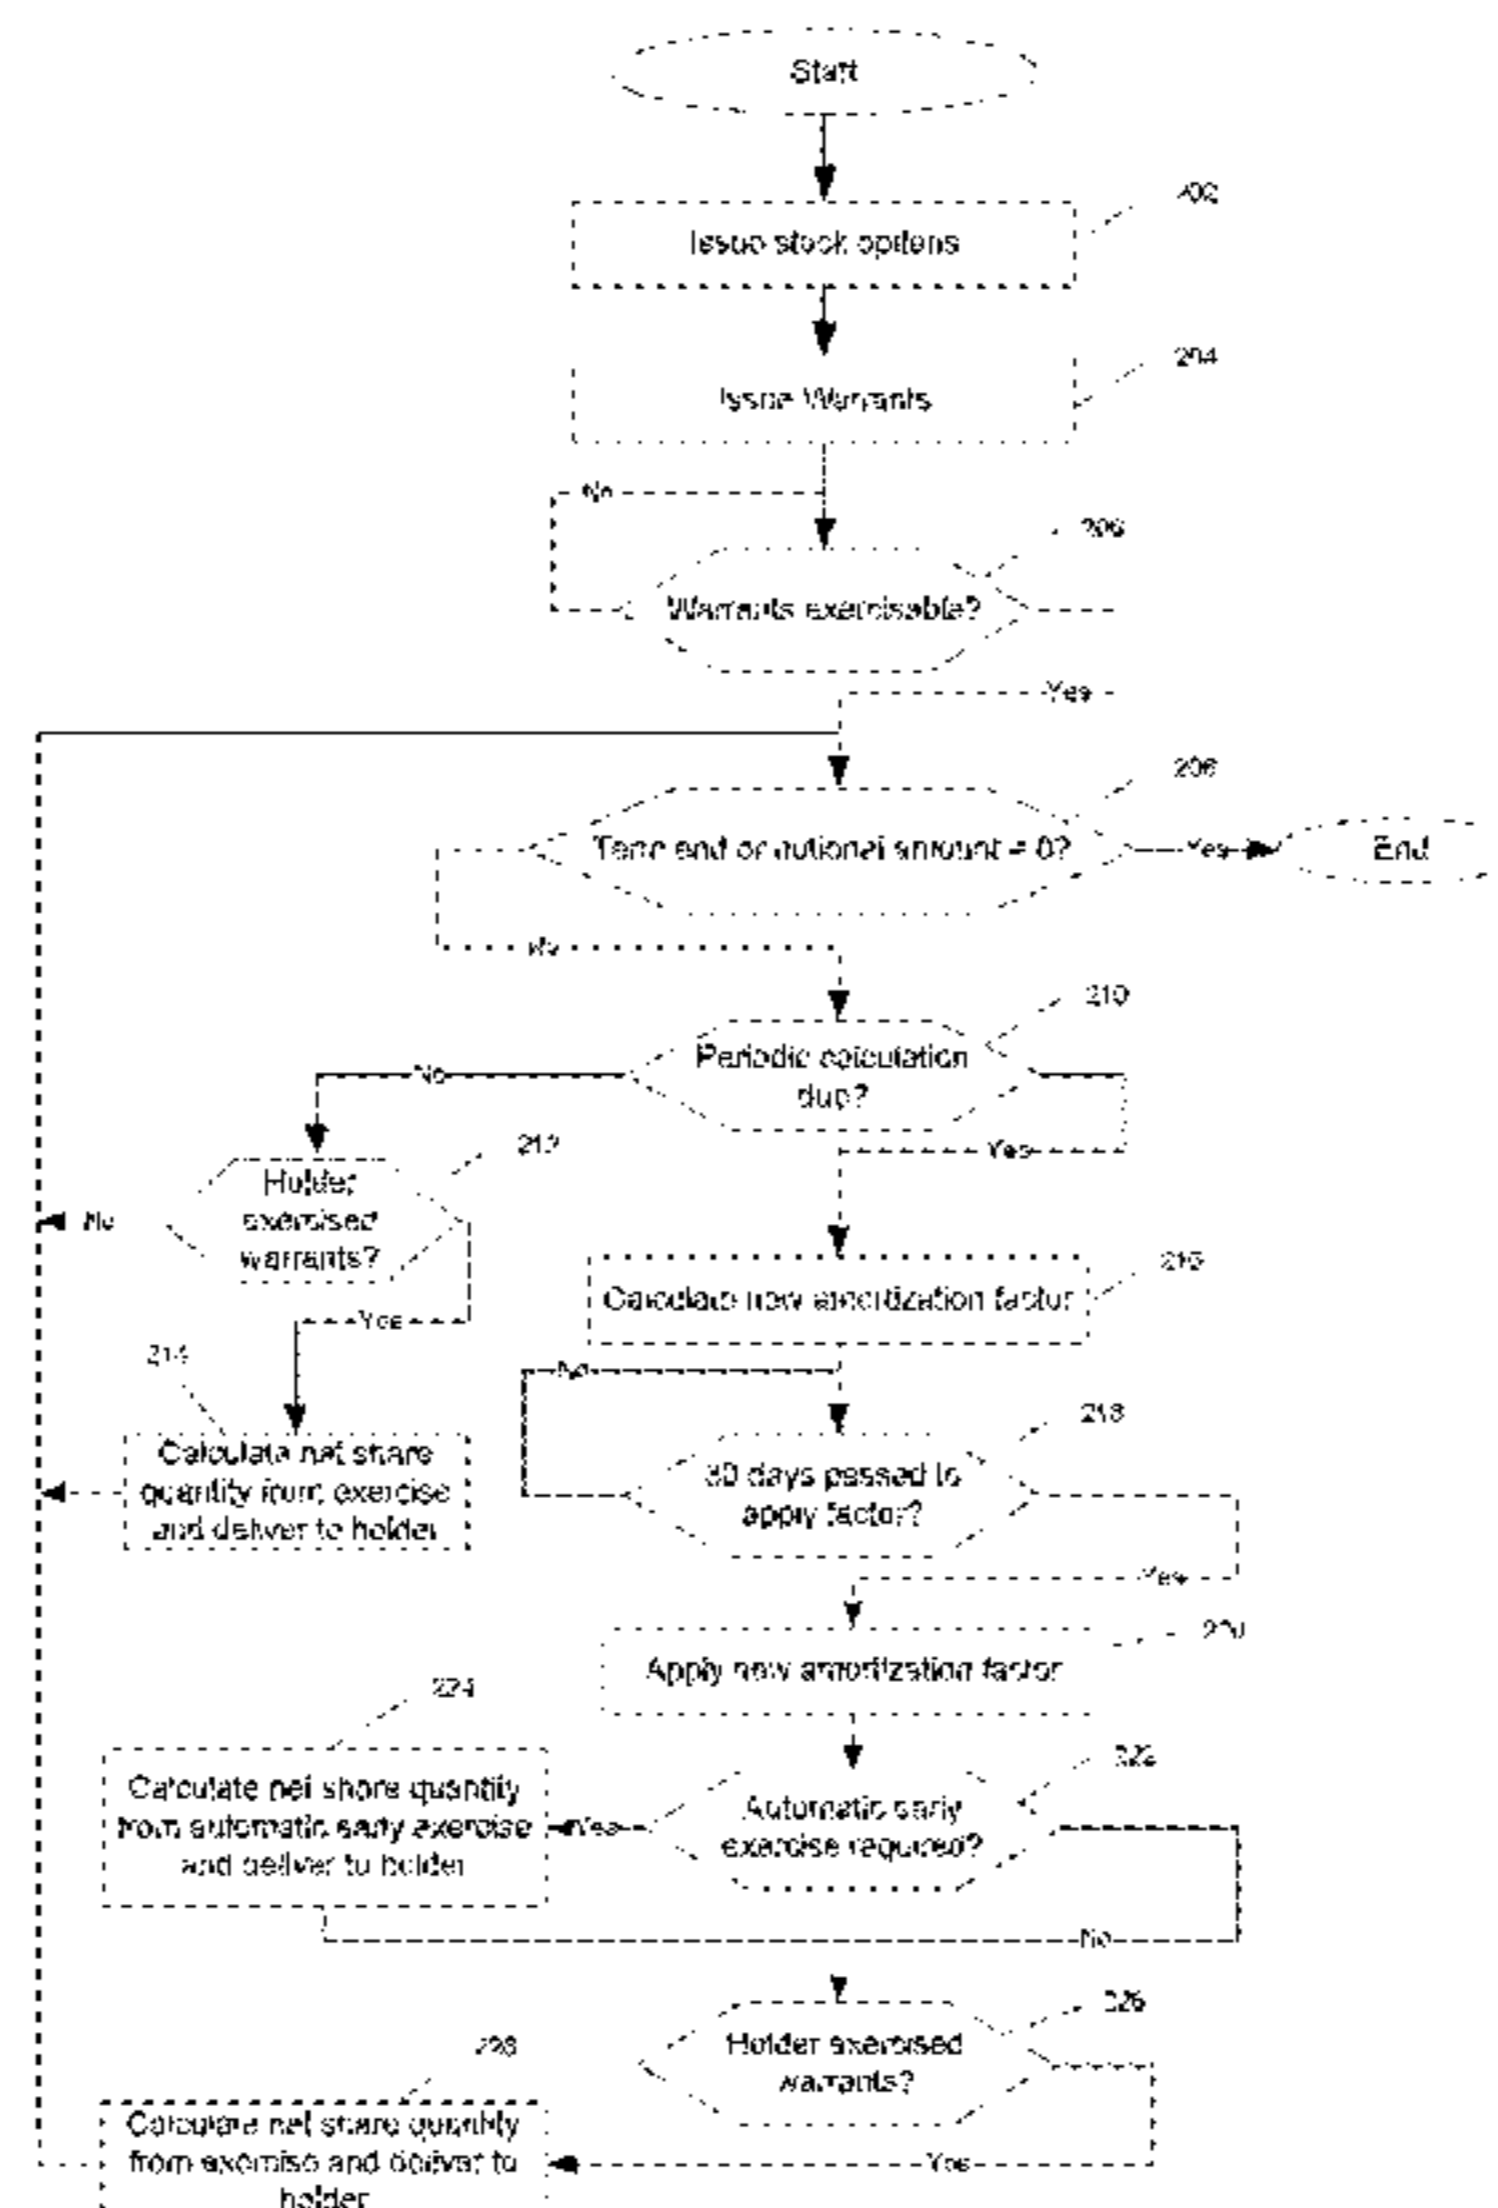 Start
Issue stock options
204
Issue Warrants
No
206
Warrants exercisable?
Yes
Term end or notional amount = 0?
Yes
End
No
210
Periodic calculation
due?
No
Yes
212
Holder
exercised
warrants?
No
Calculate new amortization factor
Yes
214
No
218
Calculate net share
quantity from exercise
and deliver to holder
30 days passed to
apply factor?
Yes
Apply new amortization factor
224
222
Calculate net share quantity
from automatic early exercise
and deliver to holder
Yes
Automatic early
exercise required?
No
226
Holder exercised
warrants?
228
Calculate net share quantity
from exercise and deliver to
holder
Yes